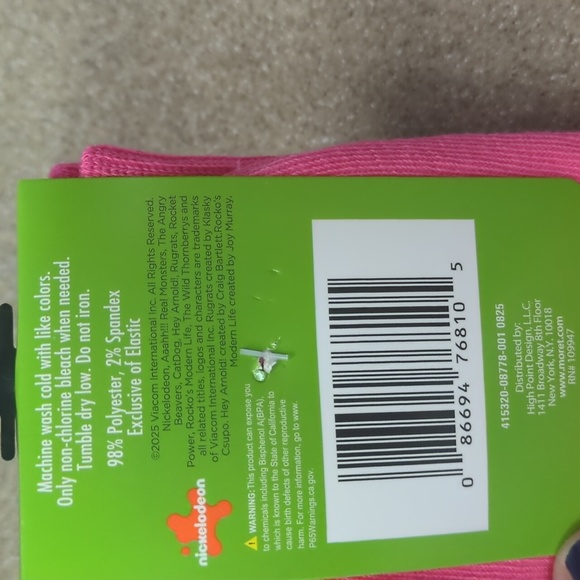 Machine wash cold with like colors.
Only non-chlorine bleach when needed.
Tumble dry low. Do not iron.
98% Polyester, 2% Spandex
Exclusive of Elastic
©2025 Viacom International Inc. All Rights Reserved.
Nickelodeon, Aaahh!!! Real Monsters, The Angry
Beavers, CatDog, Hey Arnold!, Rugrats, Rocket
Power, Rocko's Modern Life, The Wild Thornberrys and
all related titles, logos and characters are trademarks
of Viacom International Inc. Rugrats created by Klasky
Csupo. Hey Arnold! created by Craig Bartlett.Rocko's
Modern Life created by Joy Murray.
nickelodeon
WARNING:This product can expose you
to chemicals including Bisphenol A(BPA),
which is known to the State of California to
cause birth defects of other reproductive
harm. For more information, go to www.
P65Warnings.ca.gov.
0 86694 76810 5
415320-08778-001 0825
Distributed by:
High Point Design, LLC.
1411 Broadway 8th Floor
New York, N.Y. 10018
www.moret.com
RN# 109947